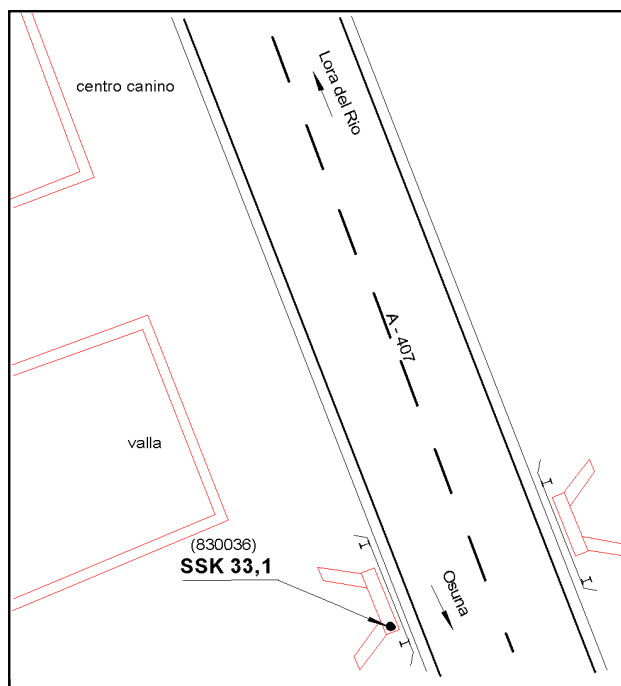 centro canino
Lora del Rio
A - 407
valla
(830036)
SSK 33,1
Osuna